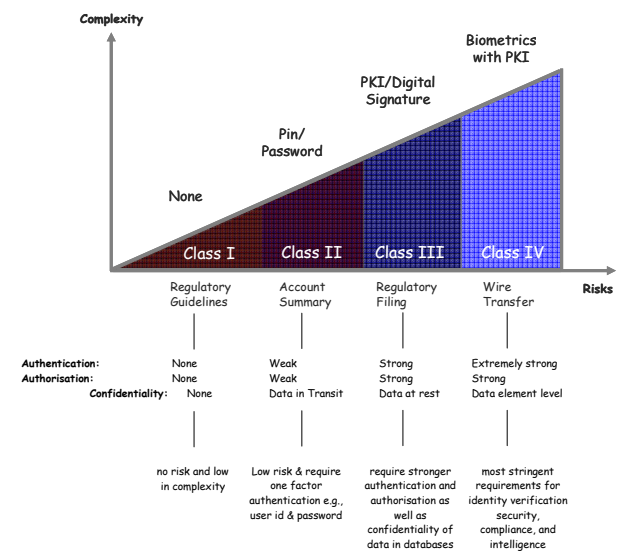 Complexity
Biometrics
with PKI
PKI/Digital
Signature
Pin/
Password
None
Class I
Class II
Class III
Class IV
Regulatory
Guidelines
Account
Summary
Regulatory
Filing
Wire
Transfer
Risks
Authentication: None Weak Strong Extremely strong
Authorisation: None Weak Strong Strong
Confidentiality: None Data in Transit Data at rest Data element level
no risk and low
in complexity
Low risk & require
one factor
authentication e.g.,
user id & password
require stronger
authentication and
authorisation as
well as
confidentiality of
data in databases
most stringent
requirements for
identity verification
security,
compliance, and
intelligence